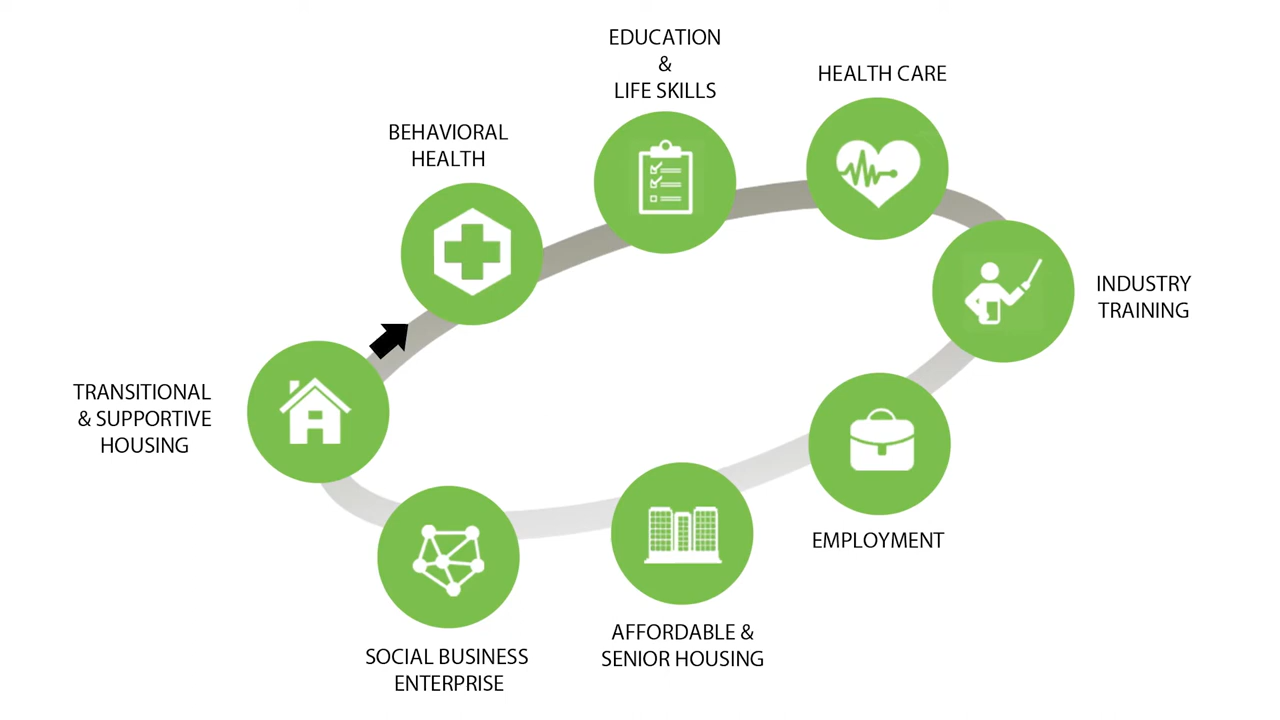 EDUCATION
&
LIFE SKILLS
HEALTH CARE
BEHAVIORAL
HEALTH
INDUSTRY
TRAINING
TRANSITIONAL
& SUPPORTIVE
HOUSING
EMPLOYMENT
AFFORDABLE &
SENIOR HOUSING
SOCIAL BUSINESS
ENTERPRISE